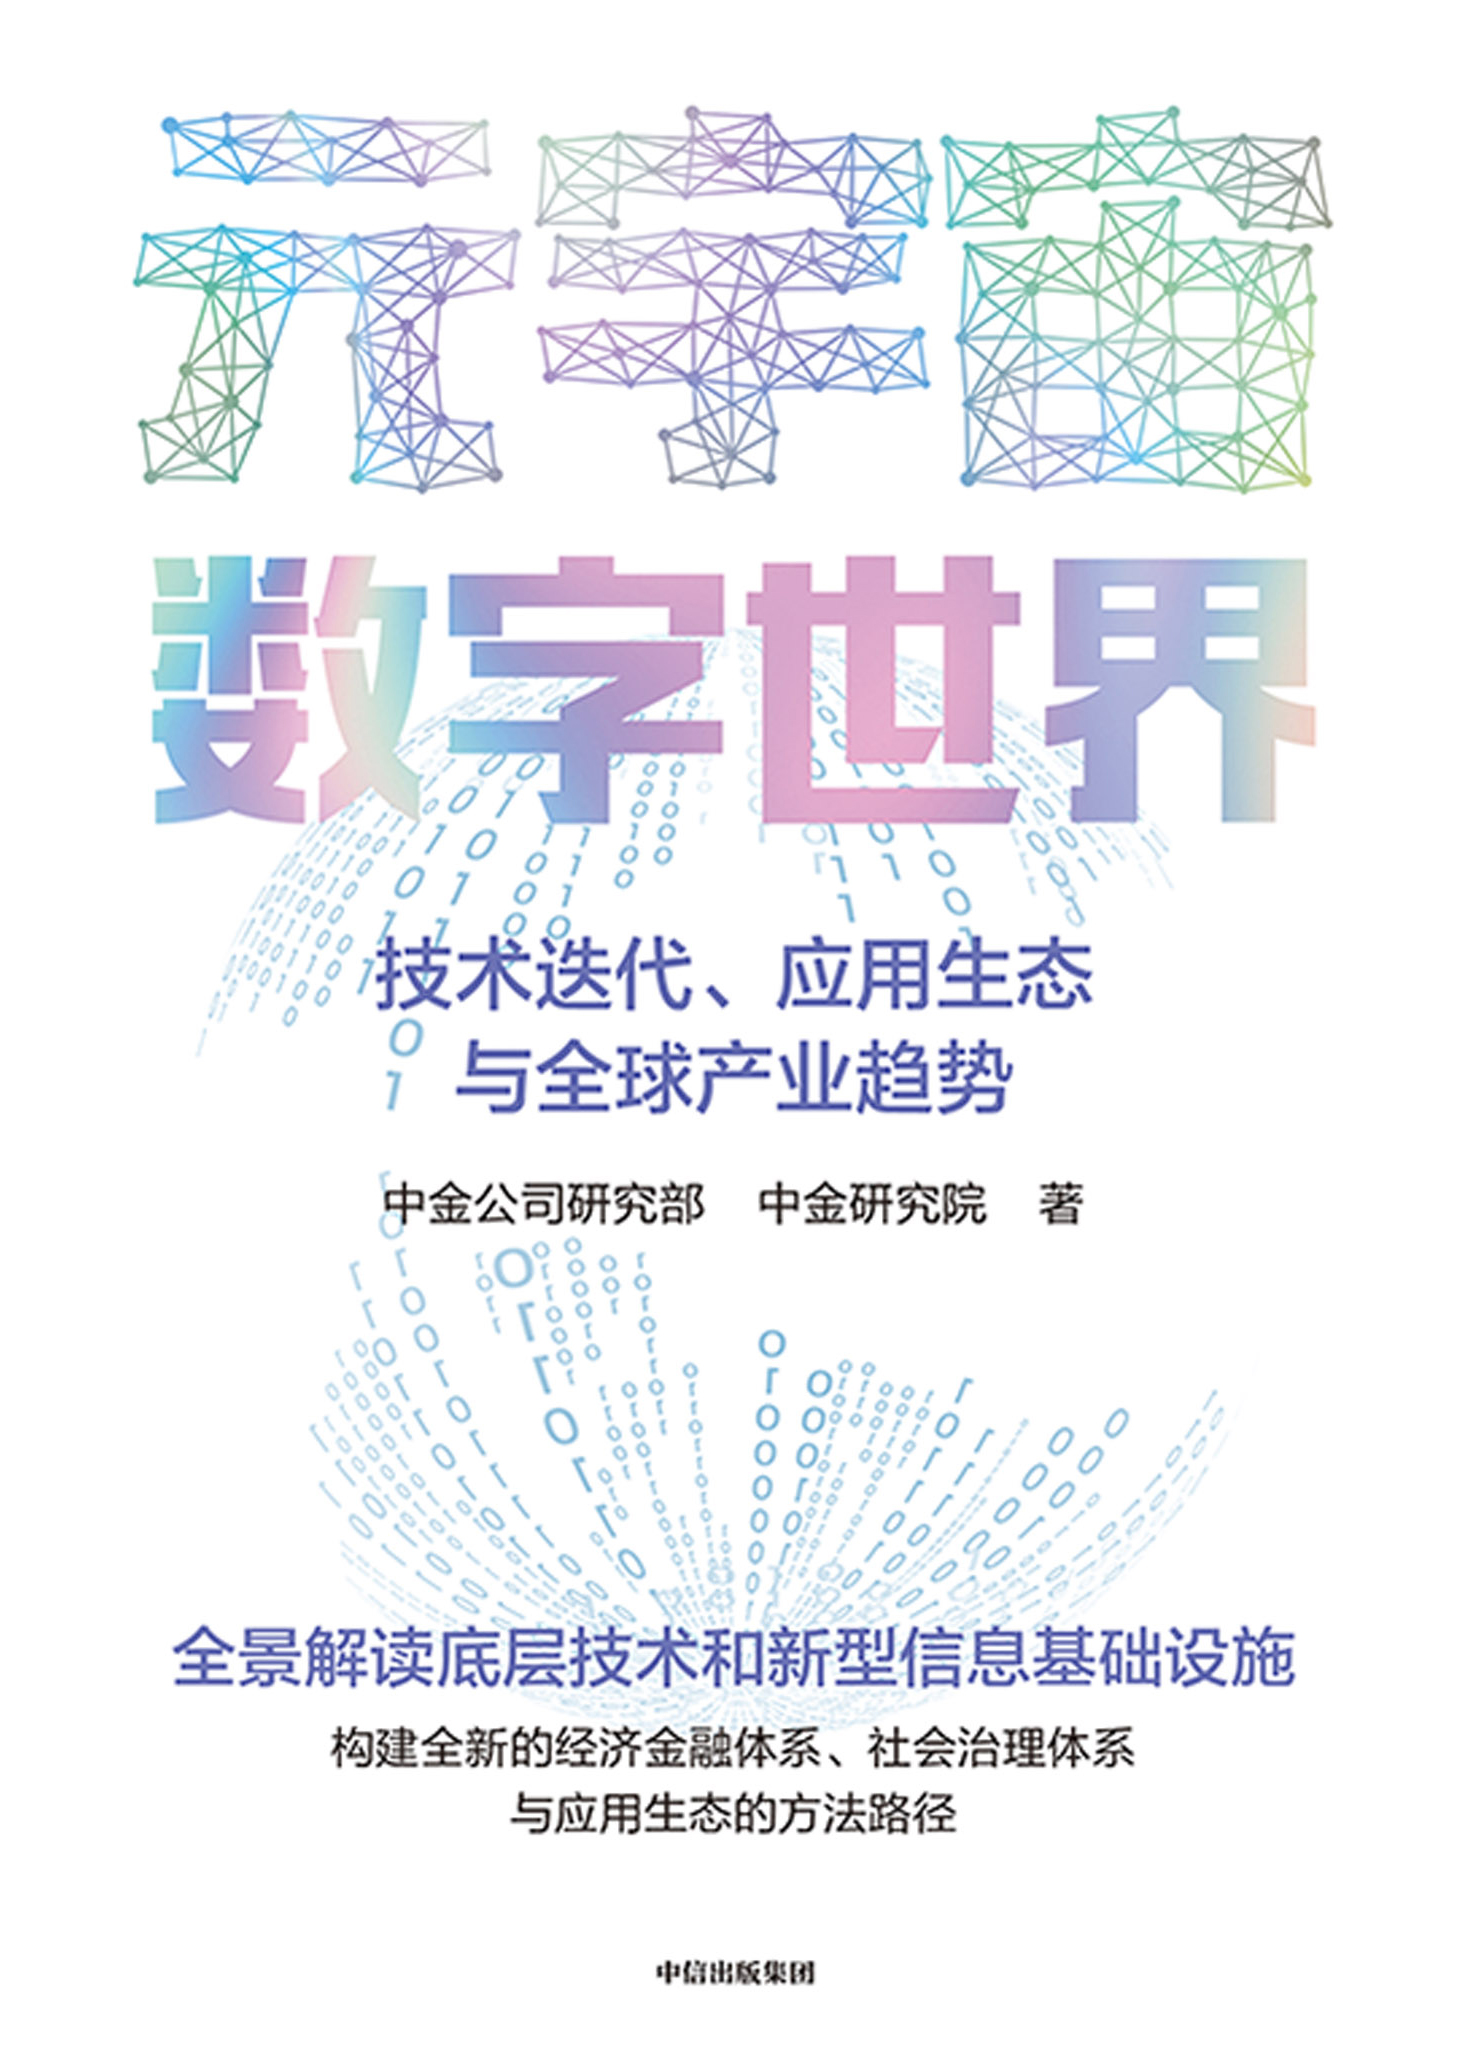 元宇宙
数字世界
技术迭代、应用生态
与全球产业趋势
中金公司研究部 中金研究院 著
全景解读底层技术和新型信息基础设施
构建全新的经济金融体系、社会治理体系
与应用生态的方法路径
中信出版集团